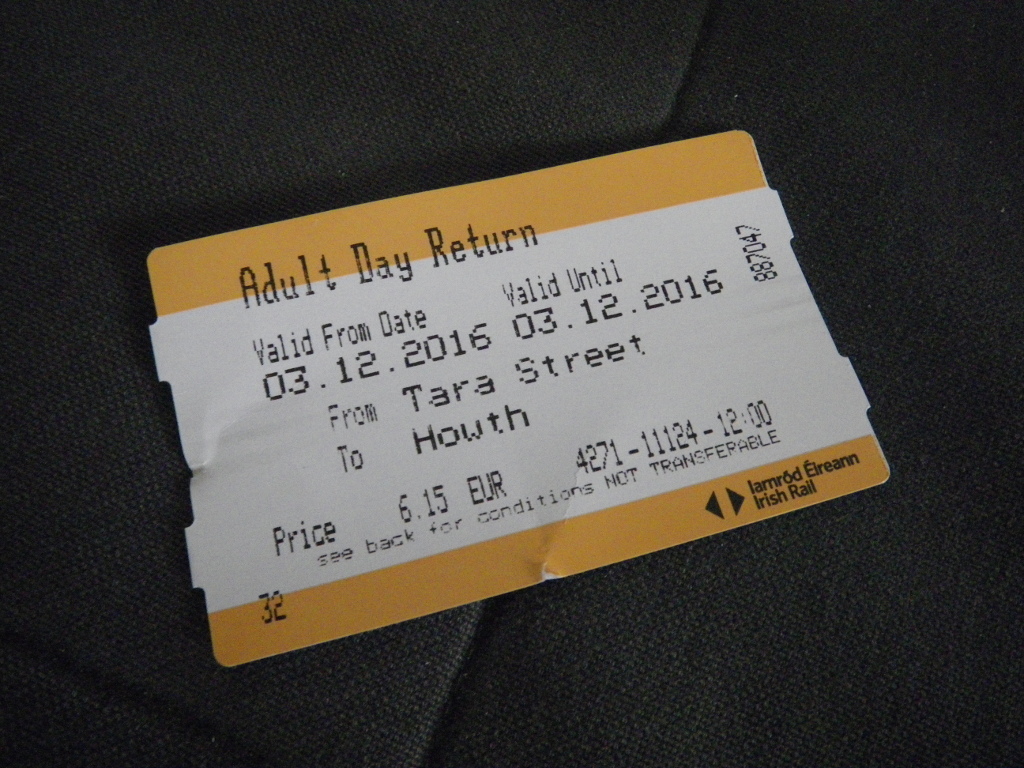 Adult Day Return
Valid From Date Valid Until
03.12.2016 03.12.2016
887047
From Tara Street
To Howth
Price 6.15 EUR 4271-11124-12:00
see back for conditions NOT TRANSFERABLE
32
Iarnród Éireann
Irish Rail